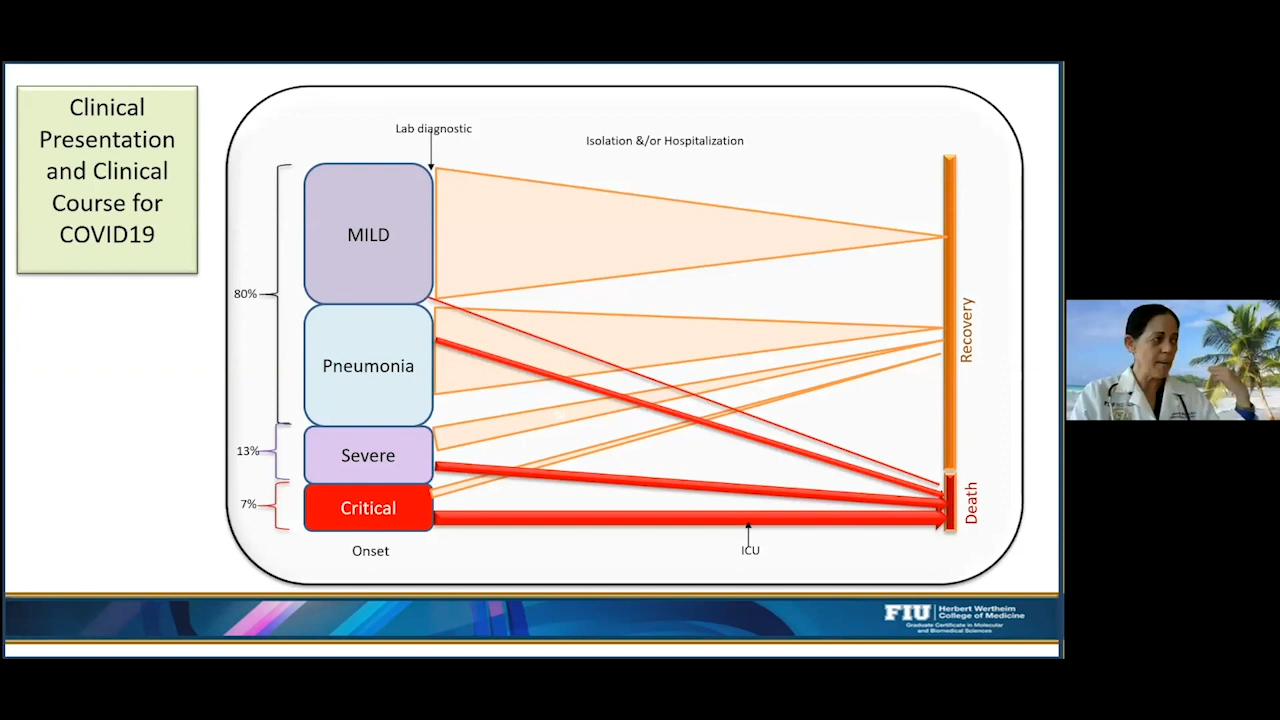 Clinical
Presentation
and Clinical
Course for
COVID19
Lab diagnostic
Isolation &/or Hospitalization
MILD
80%
Pneumonia
Recovery
13%
Severe
7%
Critical
Death
Onset
ICU
FIU
Herbert Wertheim
College of Medicine
Graduate Certificate in Molecular
and Biomedical Sciences